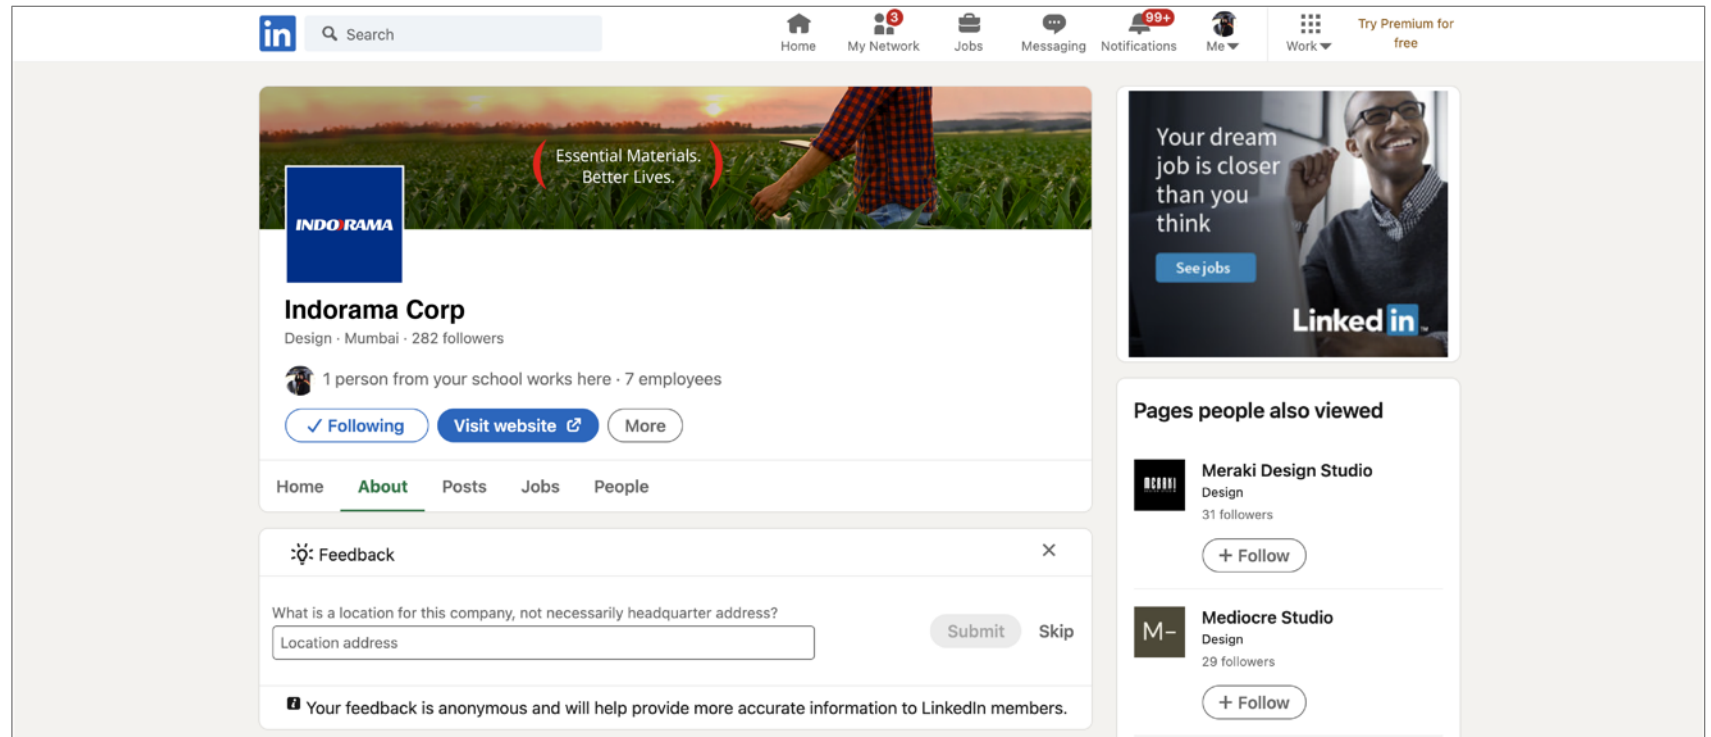 in
Search
Home
3
My Network
Jobs
Messaging
99+
Notifications
Me
Work
Try Premium for
free
Essential Materials.
Better Lives.
INDORAMA
Indorama Corp
Design · Mumbai · 282 followers
1 person from your school works here · 7 employees
Following
Visit website
More
Home
About
Posts
Jobs
People
Feedback
What is a location for this company, not necessarily headquarter address?
Location address
Submit
Skip
Your feedback is anonymous and will help provide more accurate information to LinkedIn members.
Your dream
job is closer
than you
think
See jobs
Linked in
Pages people also viewed
MERAKI
Meraki Design Studio
Design
31 followers
+ Follow
M–
Mediocre Studio
Design
29 followers
+ Follow